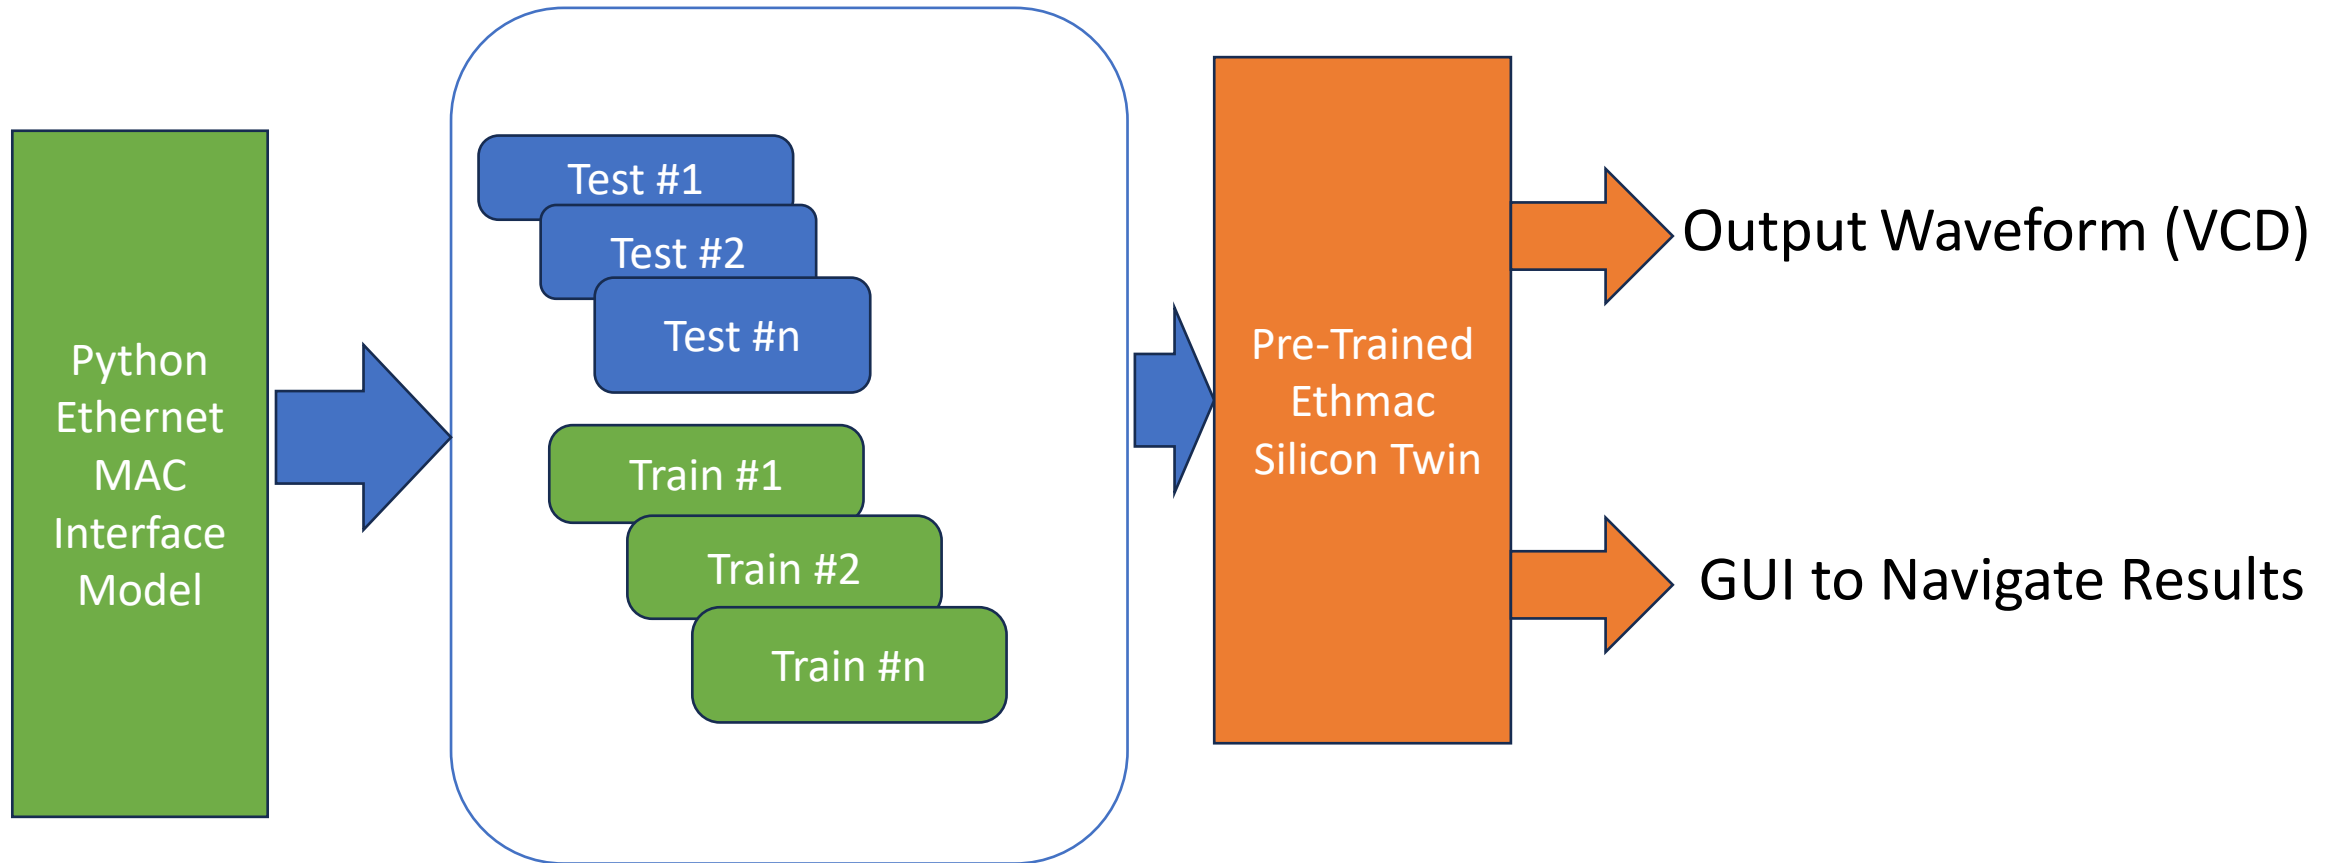 Python
Ethernet
MAC
Interface
Model
Test #1
Test #2
Test #n
Train #1
Train #2
Train #n
Pre-Trained
Ethmac
Silicon Twin
Output Waveform (VCD)
GUI to Navigate Results